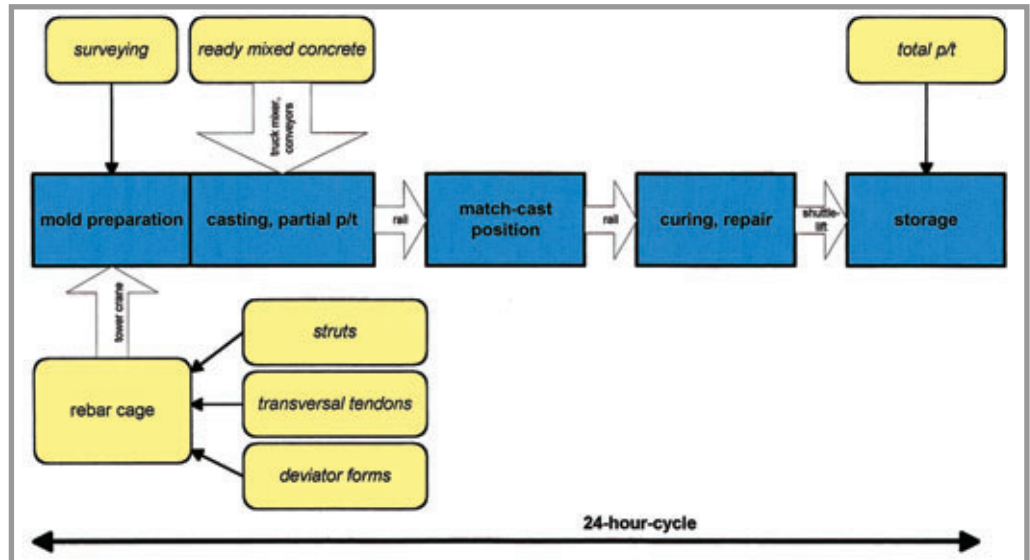 surveying
ready mixed concrete
total p/t
truck mixer,
conveyors
mold preparation
casting, partial p/t
rail
match-cast
position
rail
curing, repair
shuttle-
lift
storage
tower crane
rebar cage
struts
transversal tendons
deviator forms
24-hour-cycle